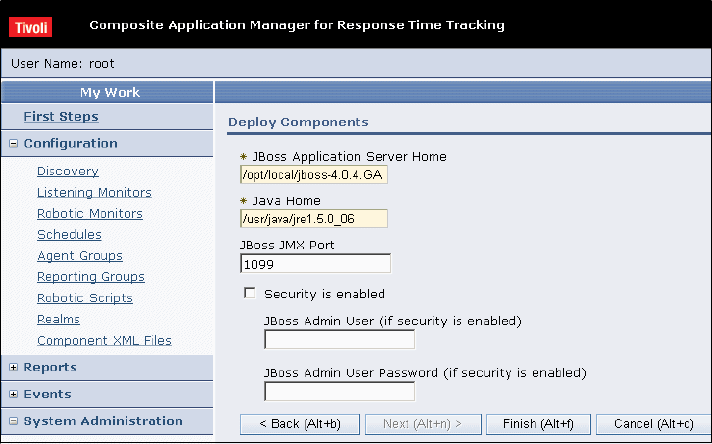 Tivoli
Composite Application Manager for Response Time Tracking
User Name: root
My Work
First Steps
Configuration
Discovery
Listening Monitors
Robotic Monitors
Schedules
Agent Groups
Reporting Groups
Robotic Scripts
Realms
Component XML Files
Reports
Events
System Administration
Deploy Components
* JBoss Application Server Home
/opt/local/jboss-4.0.4.GA
* Java Home
/usr/java/jre1.5.0_06
JBoss JMX Port
1099
Security is enabled
JBoss Admin User (if security is enabled)
JBoss Admin User Password (if security is enabled)
< Back (Alt+b)
Next (Alt+n) >
Finish (Alt+f)
Cancel (Alt+c)